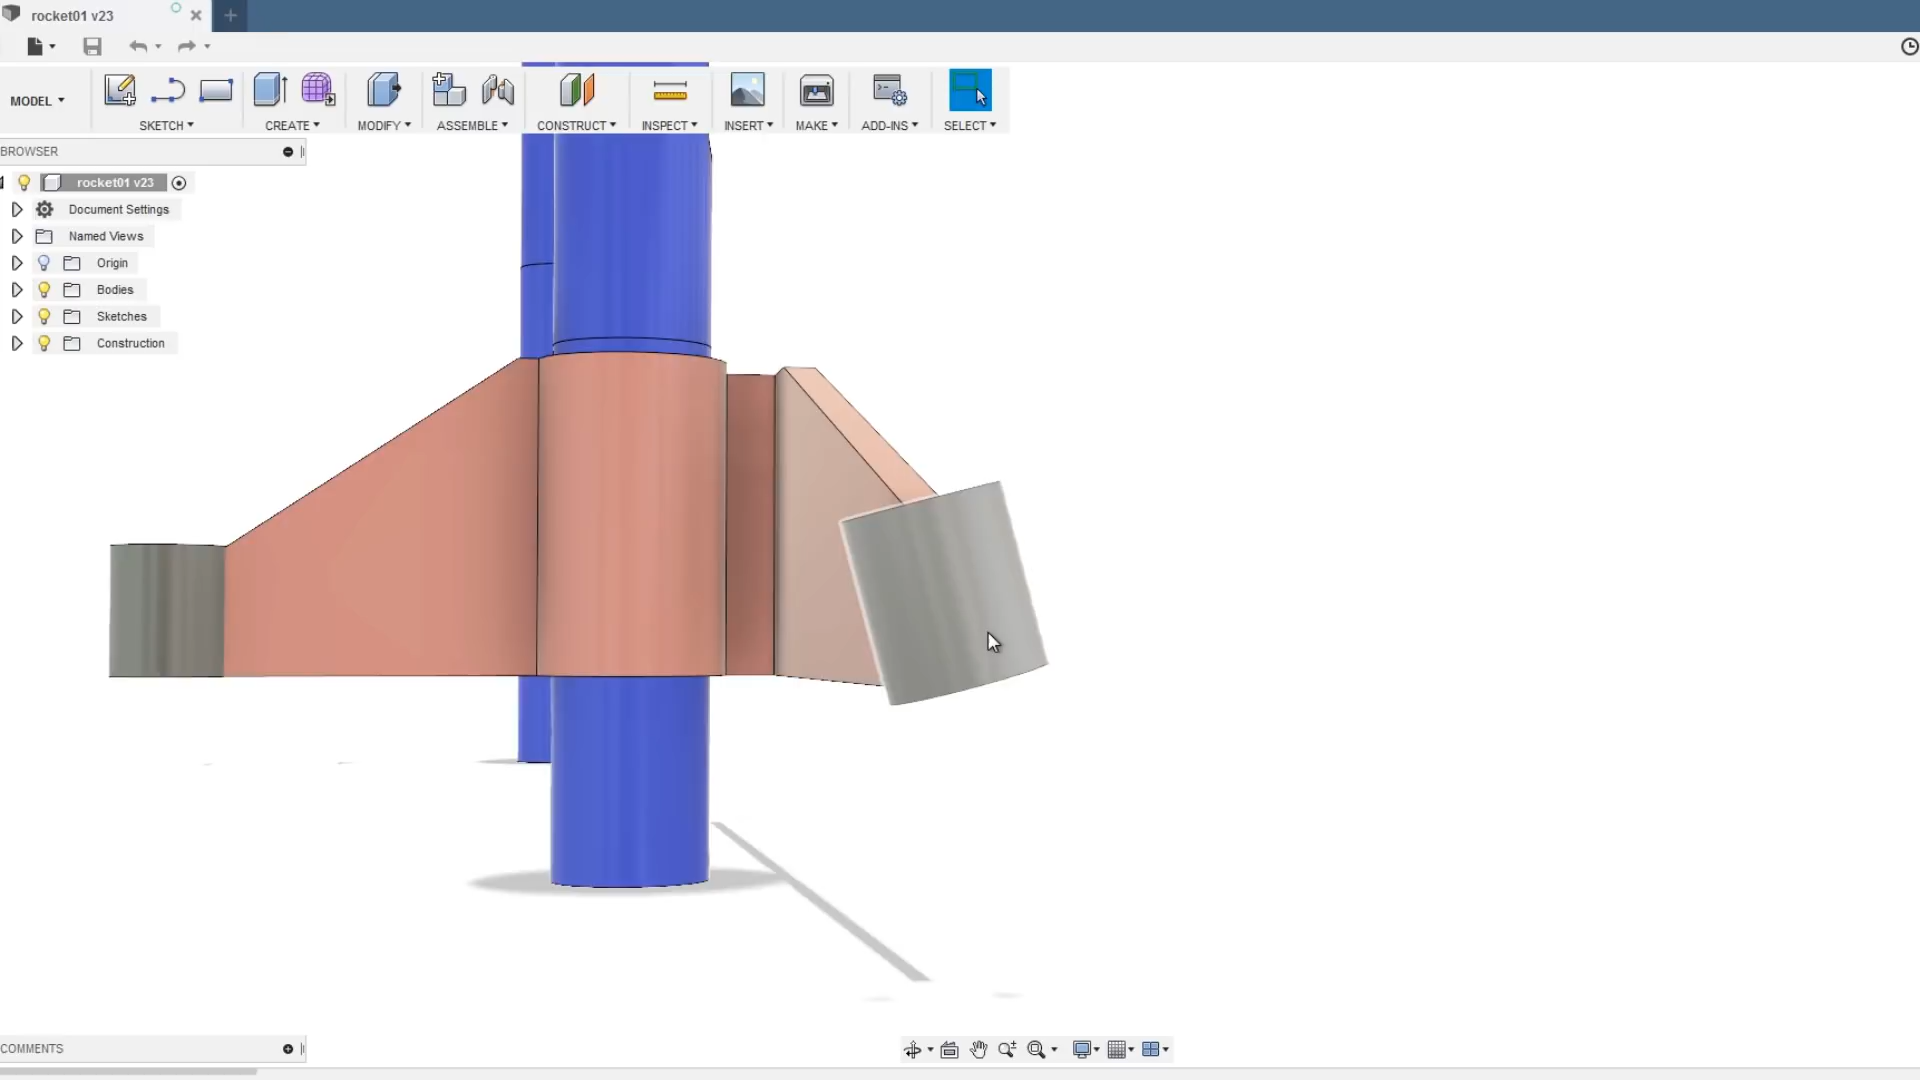 rocket01 v23
MODEL
SKETCH
CREATE
MODIFY
ASSEMBLE
CONSTRUCT
INSPECT
INSERT
MAKE
ADD-INS
SELECT
BROWSER
rocket01 v23
Document Settings
Named Views
Origin
Bodies
Sketches
Construction
COMMENTS